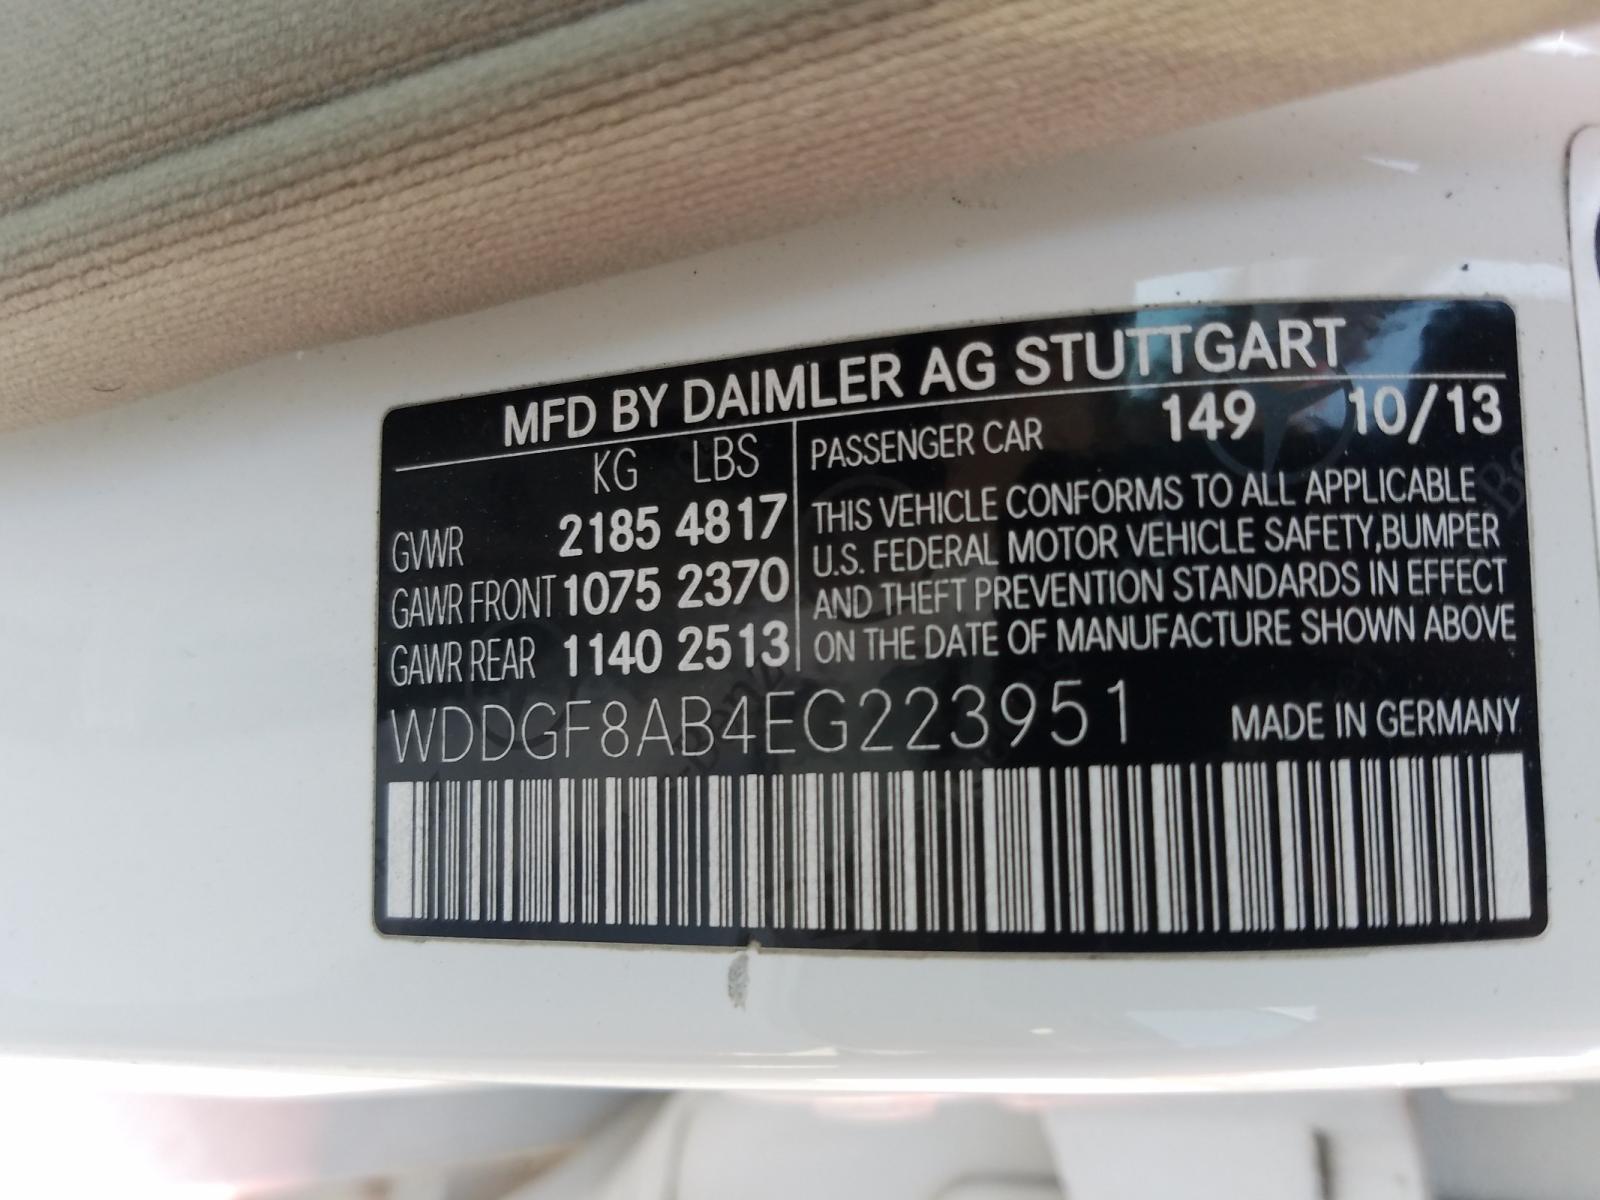 MFD BY DAIMLER AG STUTTGART
KG LBS
GVWR 2185 4817
GAWR FRONT 1075 2370
GAWR REAR 1140 2513
PASSENGER CAR 149 10/13
THIS VEHICLE CONFORMS TO ALL APPLICABLE
U.S. FEDERAL MOTOR VEHICLE SAFETY,BUMPER
AND THEFT PREVENTION STANDARDS IN EFFECT
ON THE DATE OF MANUFACTURE SHOWN ABOVE
WDDGF8AB4EG223951 MADE IN GERMANY